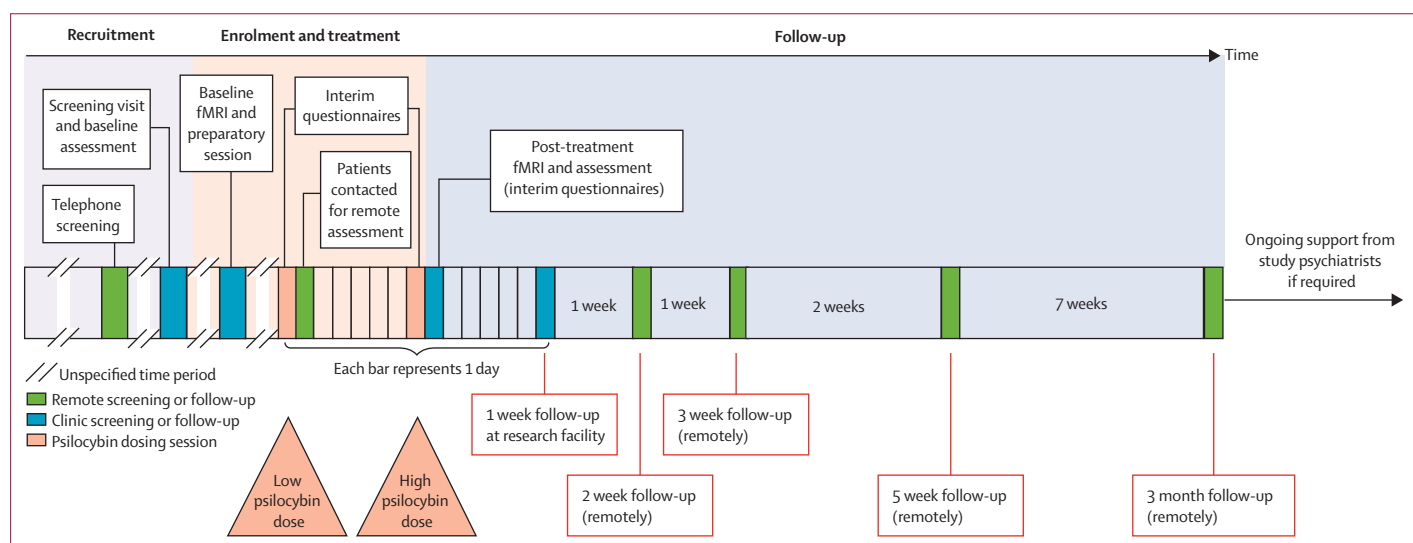 Recruitment
Enrolment and treatment
Follow-up
Time
Screening visit
and baseline
assessment
Telephone
screening
Baseline
fMRI and
preparatory
session
Interim
questionnaires
Patients
contacted
for remote
assessment
Post-treatment
fMRI and assessment
(interim questionnaires)
Ongoing support from
study psychiatrists
if required
1 week
1 week
2 weeks
7 weeks
Each bar represents 1 day
Unspecified time period
Remote screening or follow-up
Clinic screening or follow-up
Psilocybin dosing session
Low
psilocybin
dose
High
psilocybin
dose
1 week follow-up
at research facility
2 week follow-up
(remotely)
3 week follow-up
(remotely)
5 week follow-up
(remotely)
3 month follow-up
(remotely)